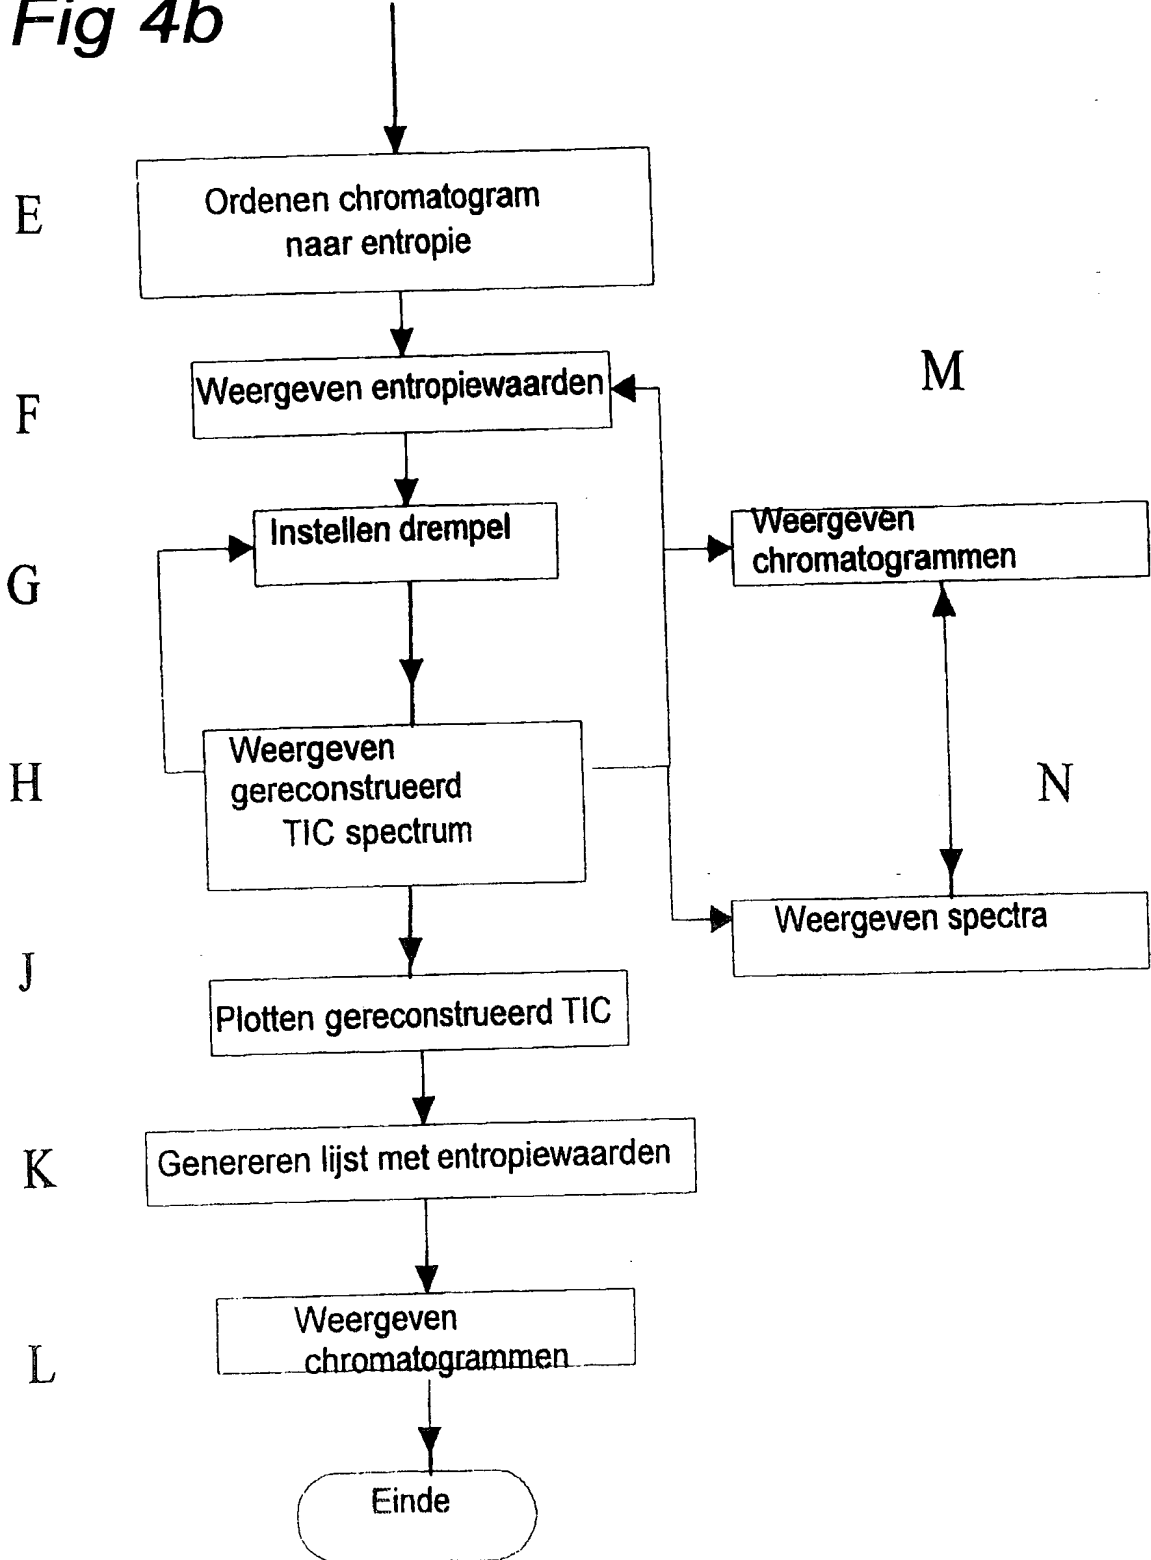 Fig 4b
E
Ordenen chromatogram
naar entropie
F
Weergeven entropiewaarden
M
G
Instellen drempel
Weergeven
chromatogrammen
H
Weergeven
gereconstrueerd
TIC spectrum
N
Weergeven spectra
J
Plotten gereconstrueerd TIC
K
Genereren lijst met entropiewaarden
L
Weergeven
chromatogrammen
Einde